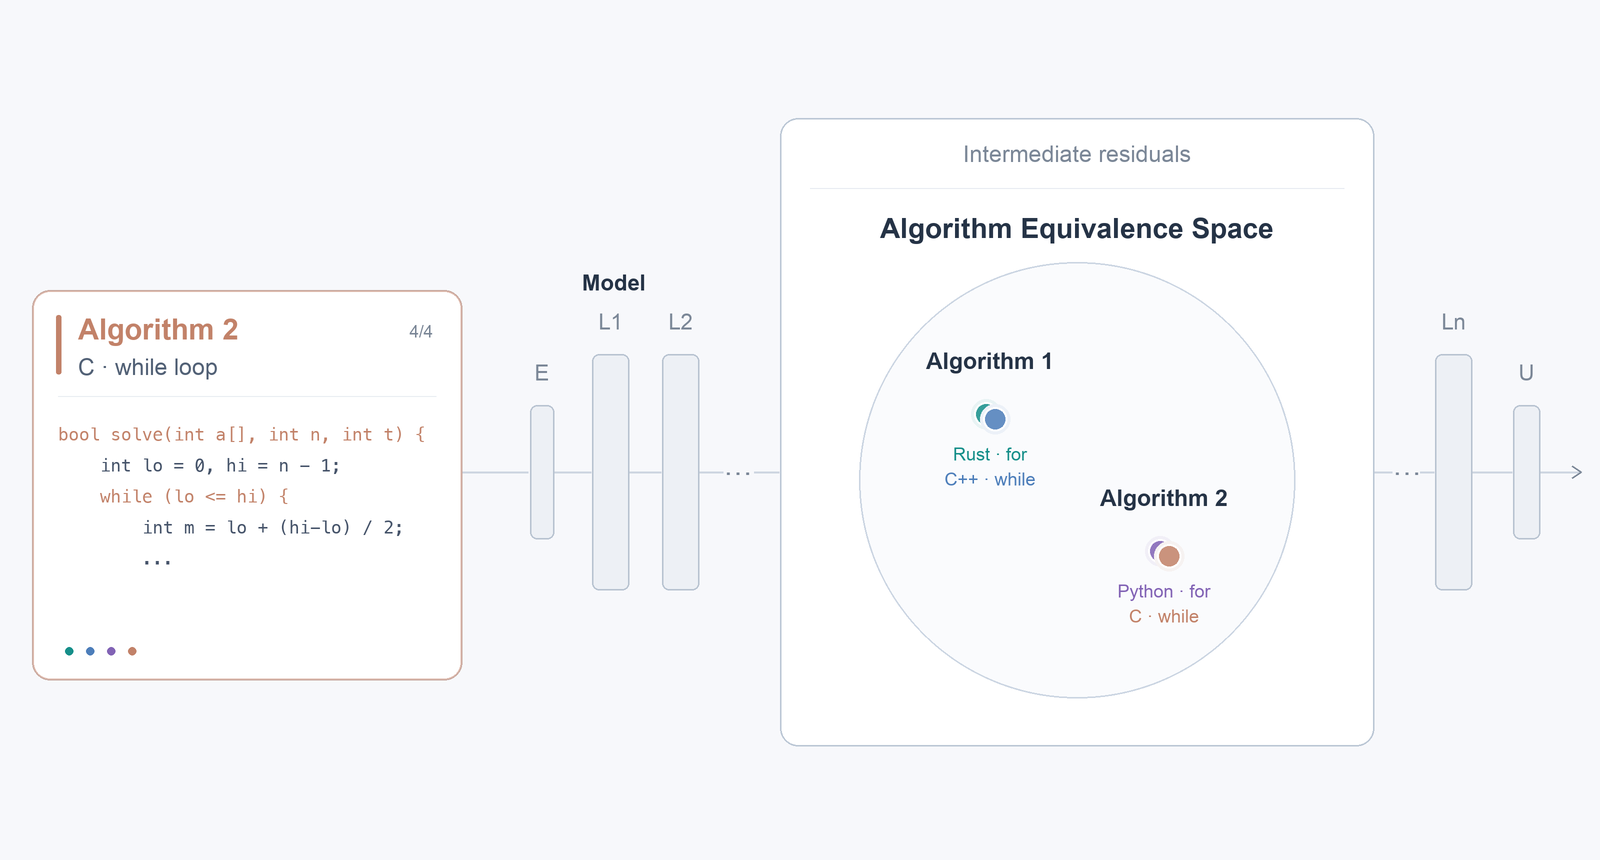 Algorithm 2
4/4
C · while loop
bool solve(int a[], int n, int t) {
int lo = 0, hi = n − 1;
while (lo <= hi) {
int m = lo + (hi−lo) / 2;
...
E
Model
L1
L2
...
Intermediate residuals
Algorithm Equivalence Space
Algorithm 1
Rust · for
C++ · while
Algorithm 2
Python · for
C · while
...
Ln
U